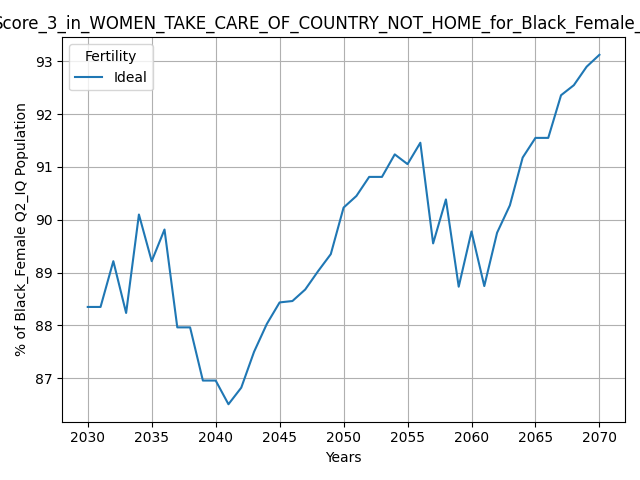 Score_3_in_WOMEN_TAKE_CARE_OF_COUNTRY_NOT_HOME_for_Black_Female_
Fertility
Ideal
93
92
91
90
89
88
87
% of Black_Female Q2_IQ Population
2030 2035 2040 2045 2050 2055 2060 2065 2070
Years